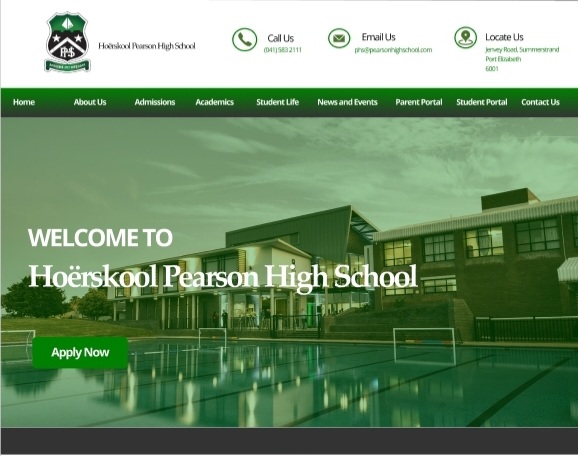 Hoërskool Pearson High School
Call Us
(041) 583 2111
Email Us
phs@pearsonhighschool.com
Locate Us
Jenvey Road, Summerstrand
Port Elizabeth
6001
Home About Us Admissions Academics Student Life News and Events Parent Portal Student Portal Contact Us
WELCOME TO
Hoërskool Pearson High School
Apply Now